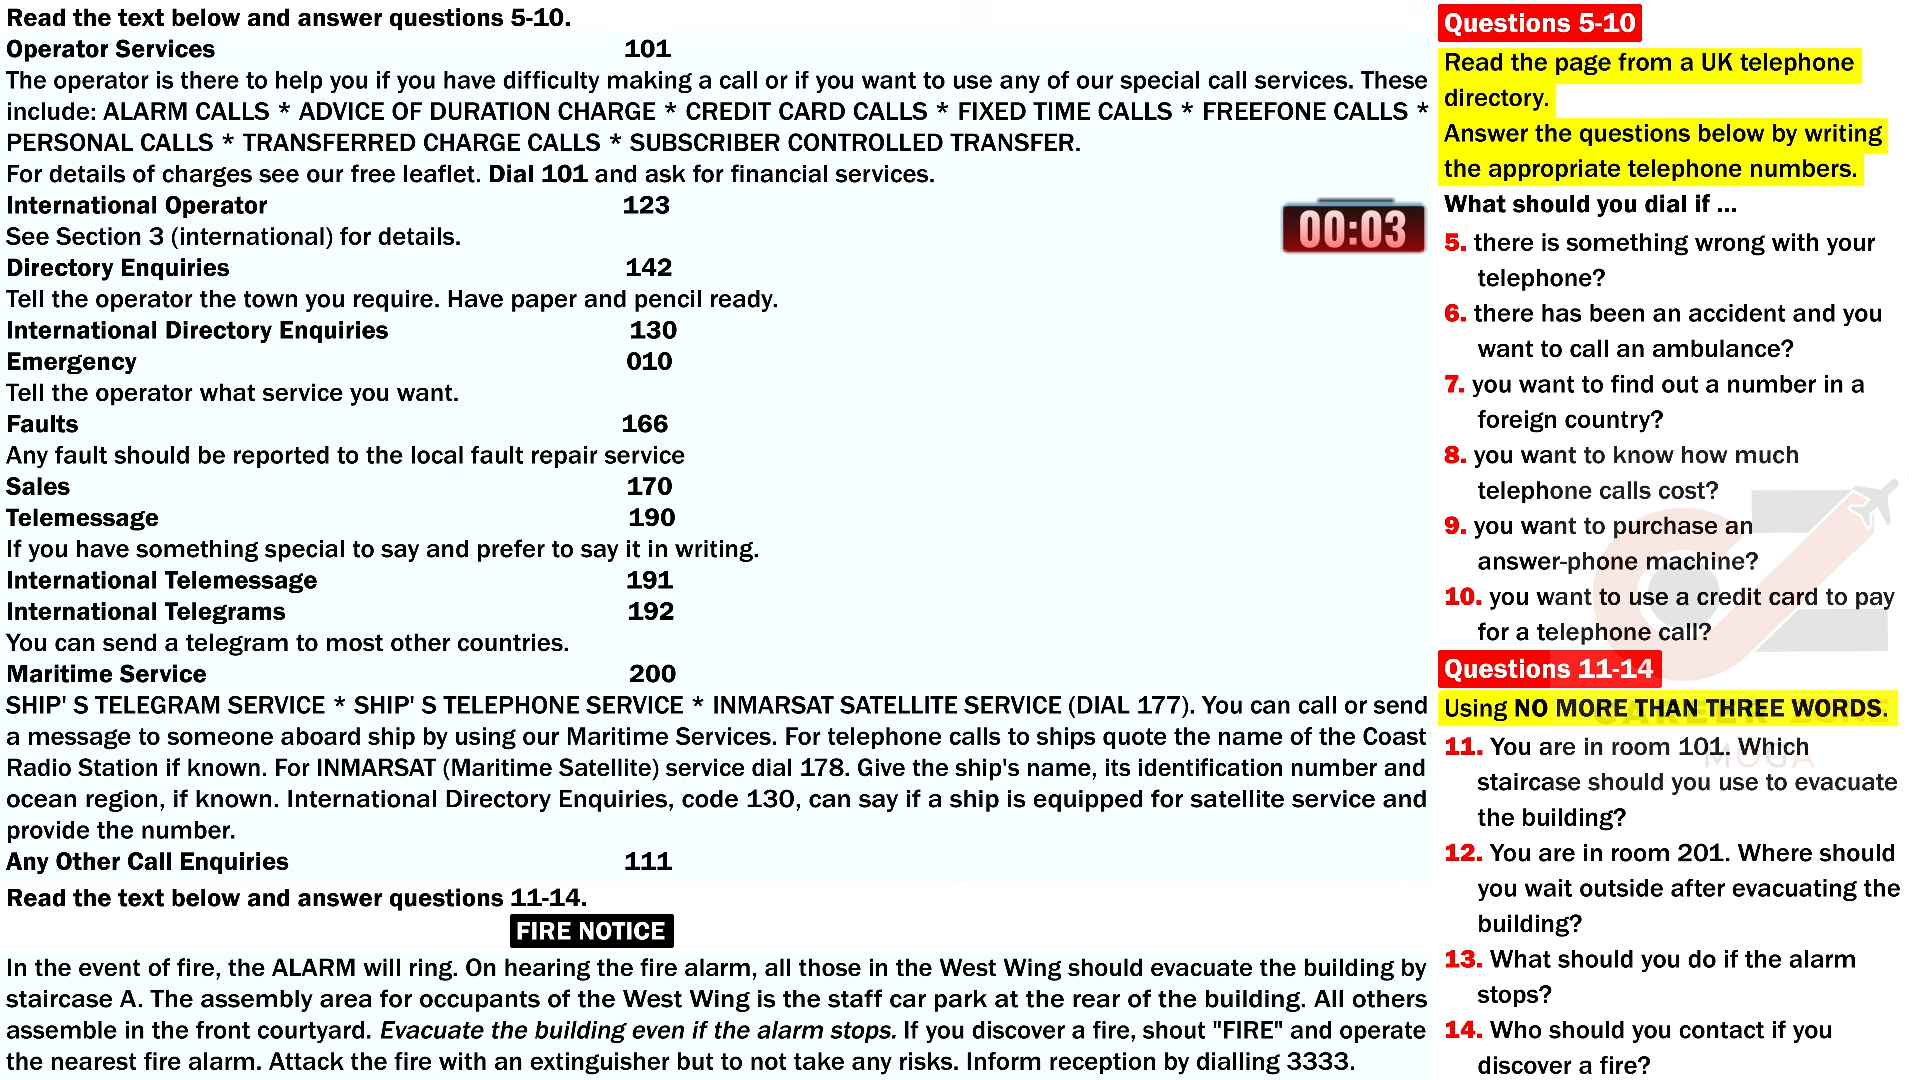 Read the text below and answer questions 5-10.
Operator Services 101
The operator is there to help you if you have difficulty making a call or if you want to use any of our special call services. These
include: ALARM CALLS * ADVICE OF DURATION CHARGE * CREDIT CARD CALLS * FIXED TIME CALLS * FREEFONE CALLS *
PERSONAL CALLS * TRANSFERRED CHARGE CALLS * SUBSCRIBER CONTROLLED TRANSFER.
For details of charges see our free leaflet. Dial 101 and ask for financial services.
International Operator 123
See Section 3 (international) for details.
Directory Enquiries 142
Tell the operator the town you require. Have paper and pencil ready.
International Directory Enquiries 130
Emergency 010
Tell the operator what service you want.
Faults 166
Any fault should be reported to the local fault repair service
Sales 170
Telemessage 190
If you have something special to say and prefer to say it in writing.
International Telemessage 191
International Telegrams 192
You can send a telegram to most other countries.
Maritime Service 200
SHIP' S TELEGRAM SERVICE * SHIP' S TELEPHONE SERVICE * INMARSAT SATELLITE SERVICE (DIAL 177). You can call or send
a message to someone aboard ship by using our Maritime Services. For telephone calls to ships quote the name of the Coast
Radio Station if known. For INMARSAT (Maritime Satellite) service dial 178. Give the ship's name, its identification number and
ocean region, if known. International Directory Enquiries, code 130, can say if a ship is equipped for satellite service and
provide the number.
Any Other Call Enquiries 111
Read the text below and answer questions 11-14.
FIRE NOTICE
In the event of fire, the ALARM will ring. On hearing the fire alarm, all those in the West Wing should evacuate the building by
staircase A. The assembly area for occupants of the West Wing is the staff car park at the rear of the building. All others
assemble in the front courtyard. Evacuate the building even if the alarm stops. If you discover a fire, shout "FIRE" and operate
the nearest fire alarm. Attack the fire with an extinguisher but to not take any risks. Inform reception by dialling 3333.
00:03
Questions 5-10
Read the page from a UK telephone
directory.
Answer the questions below by writing
the appropriate telephone numbers.
What should you dial if ...
5. there is something wrong with your
telephone?
6. there has been an accident and you
want to call an ambulance?
7. you want to find out a number in a
foreign country?
8. you want to know how much
telephone calls cost?
9. you want to purchase an
answer-phone machine?
10. you want to use a credit card to pay
for a telephone call?
Questions 11-14
Using NO MORE THAN THREE WORDS.
11. You are in room 101. Which
MOGA
staircase should you use to evacuate
the building?
12. You are in room 201. Where should
you wait outside after evacuating the
building?
13. What should you do if the alarm
stops?
14. Who should you contact if you
discover a fire?